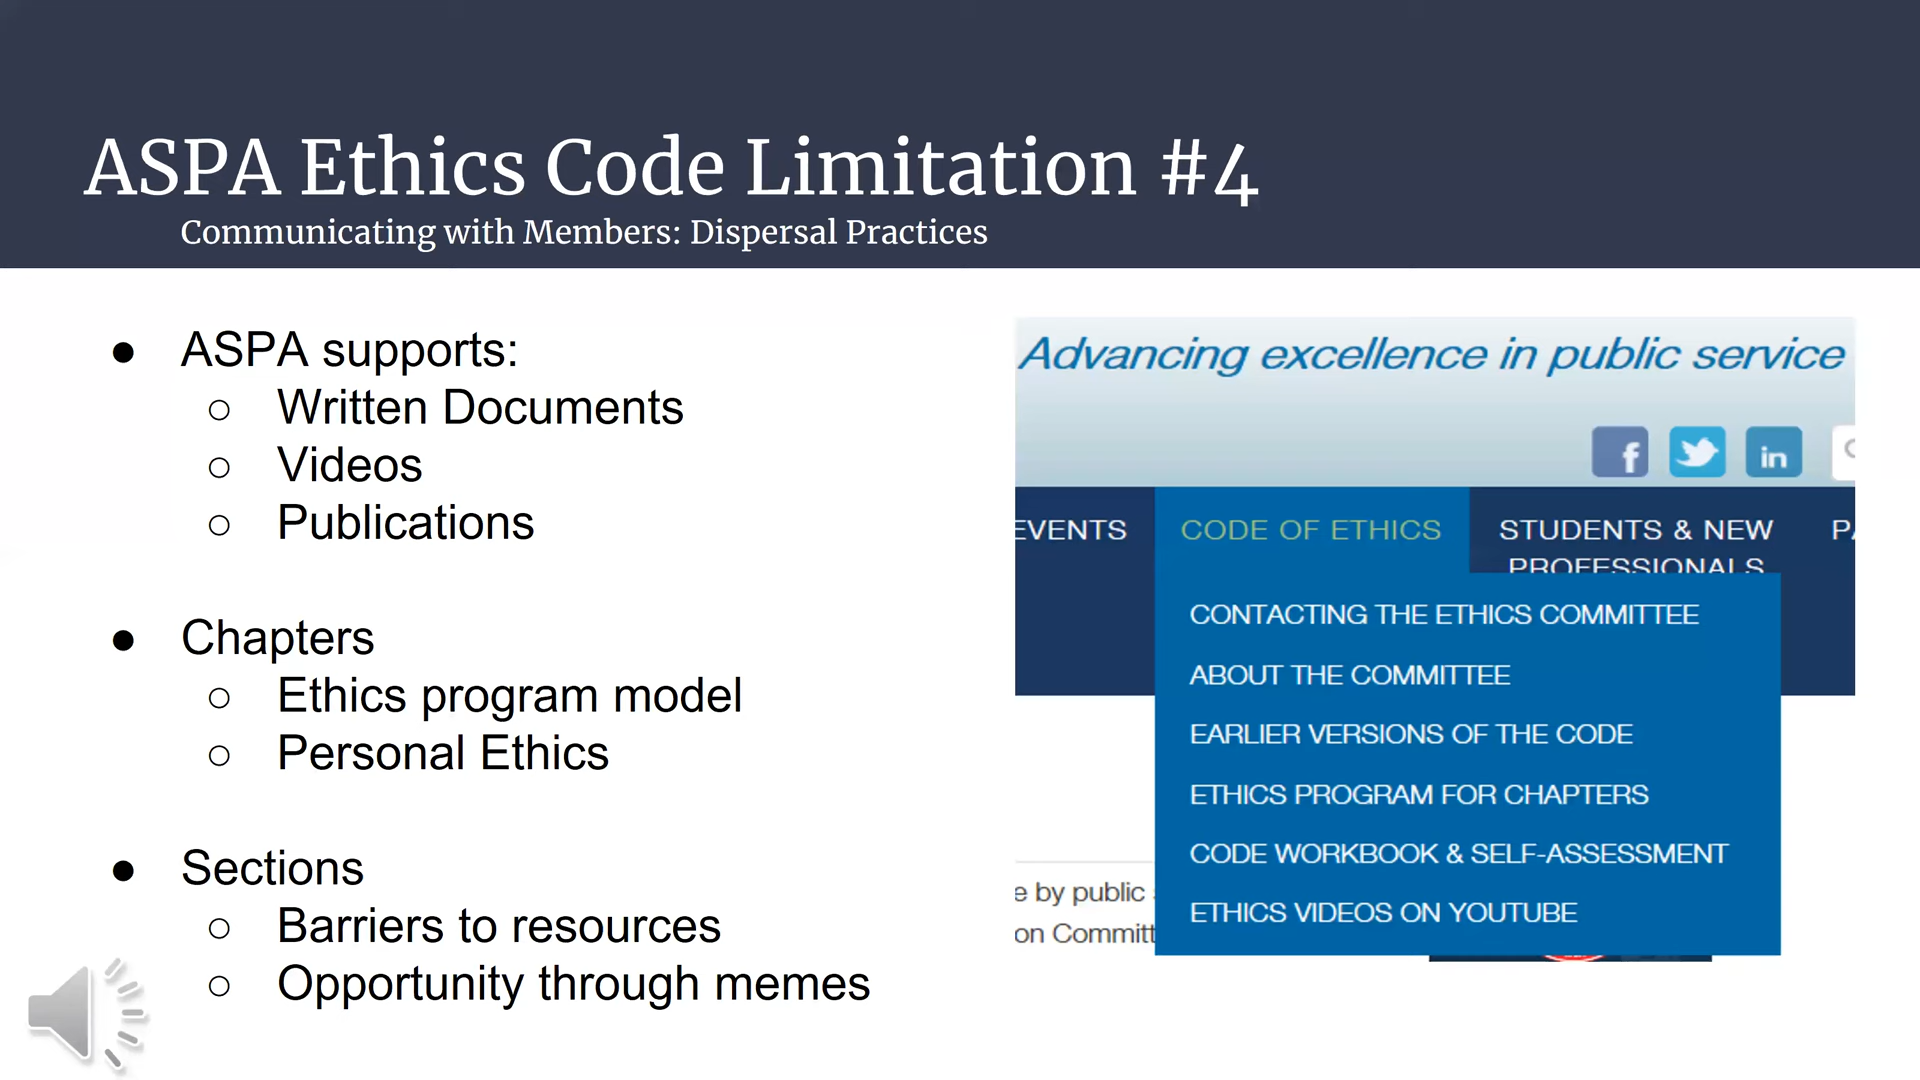 ASPA Ethics Code Limitation #4
Communicating with Members: Dispersal Practices
● ASPA supports:
○ Written Documents
○ Videos
○ Publications
● Chapters
○ Ethics program model
○ Personal Ethics
● Sections
○ Barriers to resources
○ Opportunity through memes
Advancing excellence in public service
EVENTS CODE OF ETHICS STUDENTS & NEW
PROFESSIONALS
CONTACTING THE ETHICS COMMITTEE
ABOUT THE COMMITTEE
EARLIER VERSIONS OF THE CODE
ETHICS PROGRAM FOR CHAPTERS
CODE WORKBOOK & SELF-ASSESSMENT
ETHICS VIDEOS ON YOUTUBE
e by public
on Committ